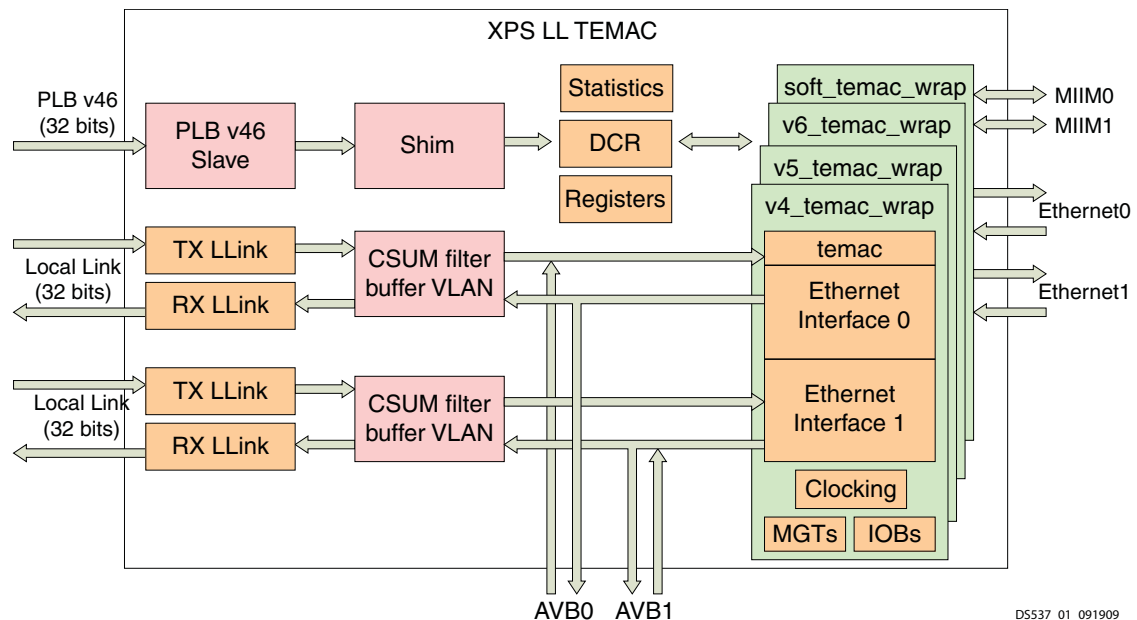 XPS LL TEMAC
PLB v46
(32 bits)
PLB v46
Slave
Shim
Statistics
DCR
Registers
soft_temac_wrap
v6_temac_wrap
v5_temac_wrap
v4_temac_wrap
MIIM0
MIIM1
Ethernet0
Ethernet1
Local Link
(32 bits)
TX LLink
RX LLink
CSUM filter
buffer VLAN
temac
Ethernet
Interface 0
Local Link
(32 bits)
TX LLink
RX LLink
CSUM filter
buffer VLAN
Ethernet
Interface 1
Clocking
MGTs
IOBs
AVB0
AVB1
DS537_01_091909